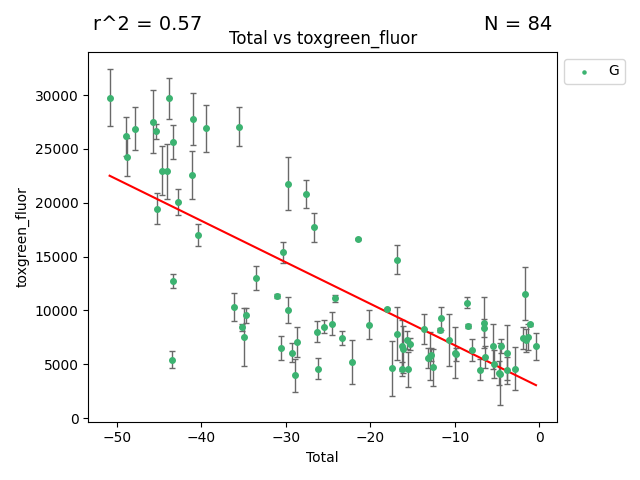 r^2 = 0.57
N = 84
Total vs toxgreen_fluor
G
30000
25000
20000
15000
10000
5000
0
toxgreen_fluor
−50 −40 −30 −20 −10 0
Total